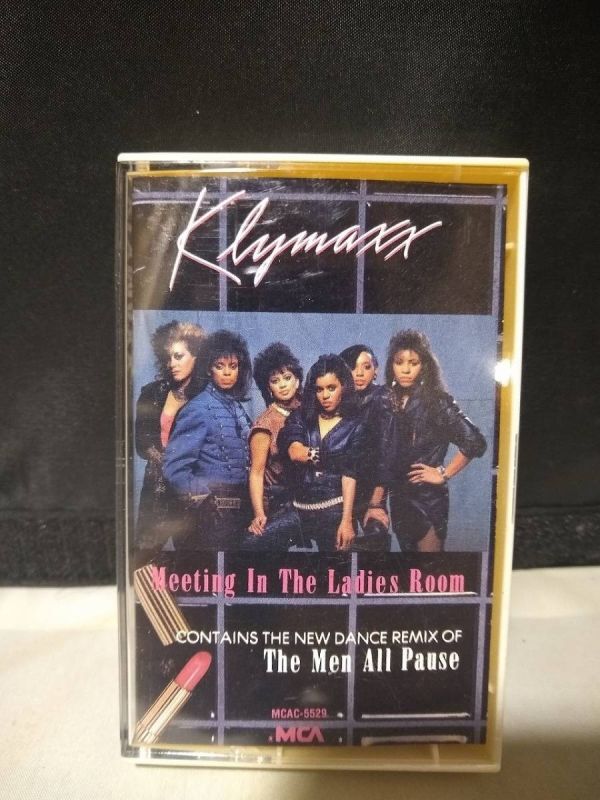 Klymaxx
Meeting In The Ladies Room
CONTAINS THE NEW DANCE REMIX OF
The Men All Pause
MCAC-5529
MCA